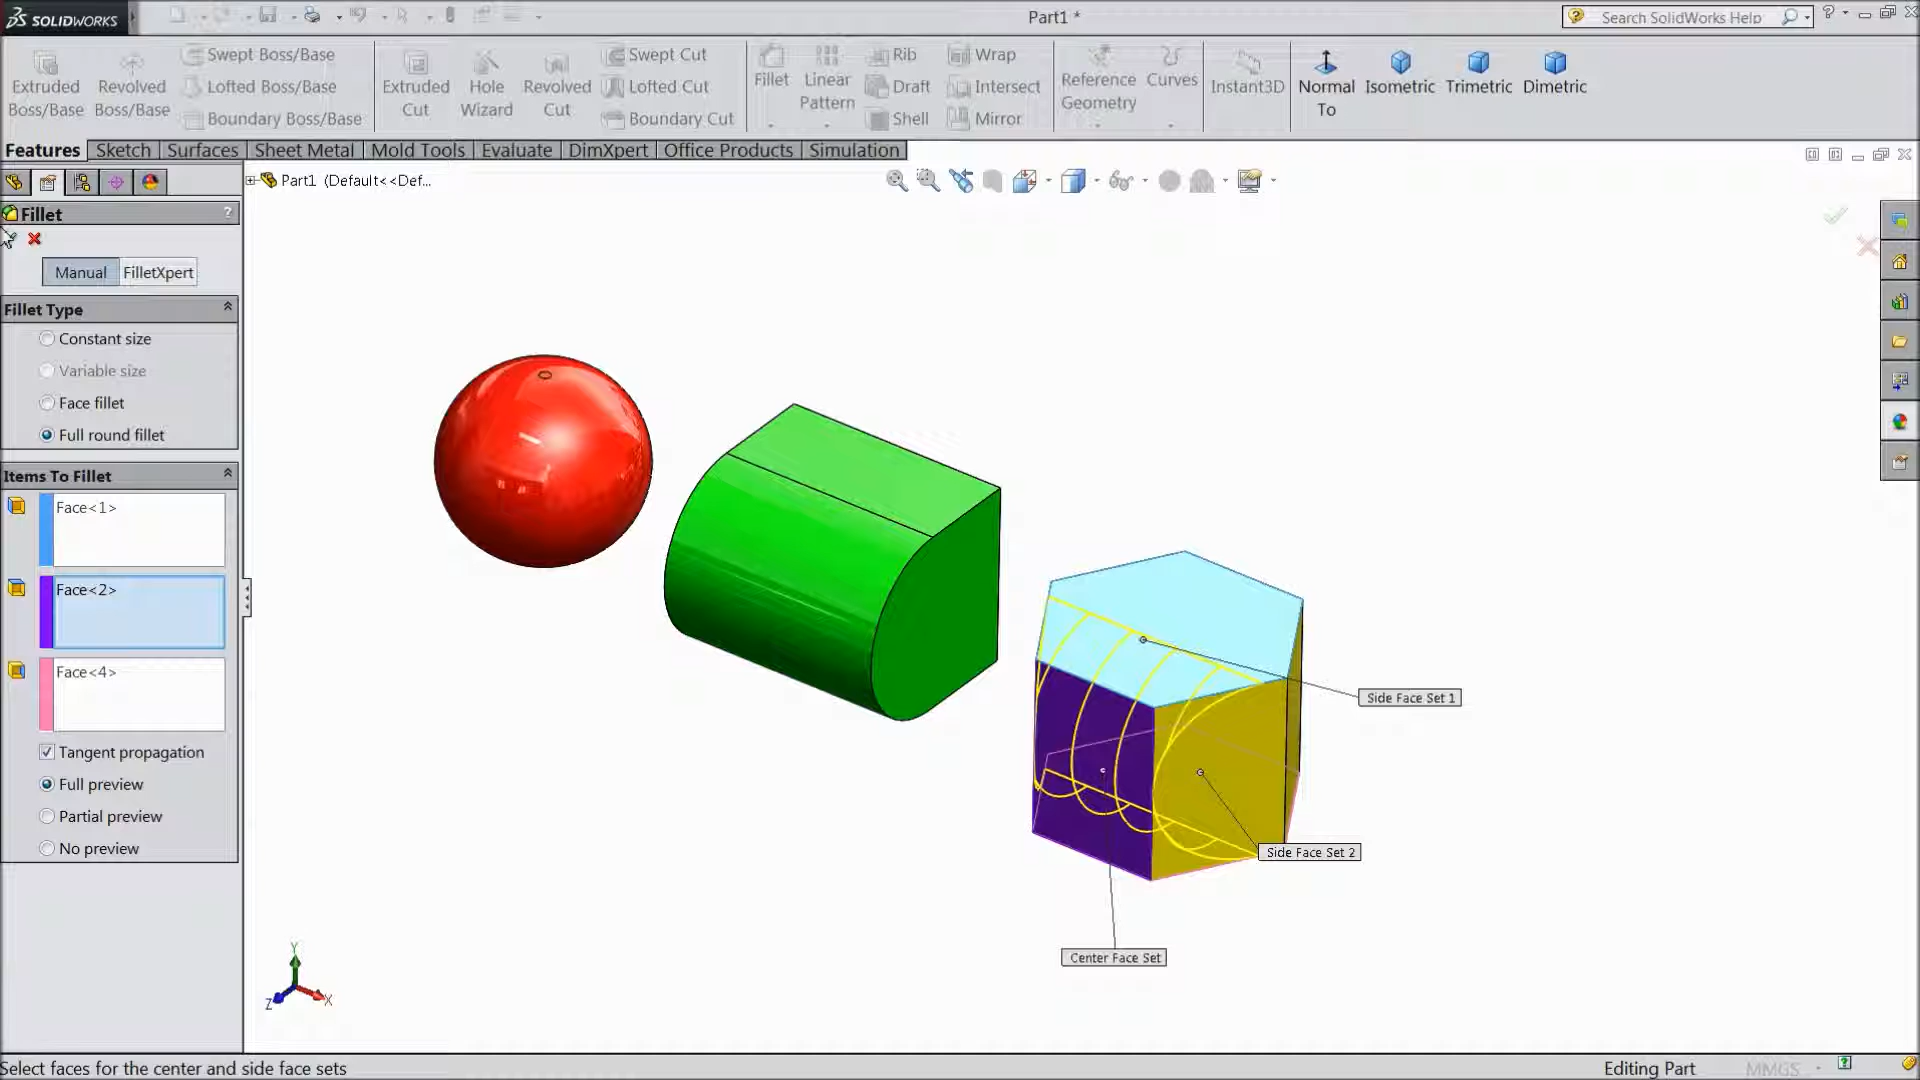 SOLIDWORKS
Part1 *
Search SolidWorks Help
Extruded Boss/Base
Revolved Boss/Base
Swept Boss/Base
Lofted Boss/Base
Boundary Boss/Base
Extruded Cut
Hole Wizard
Revolved Cut
Swept Cut
Lofted Cut
Boundary Cut
Fillet
Linear Pattern
Rib
Draft
Shell
Wrap
Intersect
Mirror
Reference Geometry
Curves
Instant3D
Normal To
Isometric
Trimetric
Dimetric
Features
Sketch
Surfaces
Sheet Metal
Mold Tools
Evaluate
DimXpert
Office Products
Simulation
Part1 (Default<<Def...
Fillet
?
Manual
FilletXpert
Fillet Type
Constant size
Variable size
Face fillet
Full round fillet
Items To Fillet
Face<1>
Face<2>
Face<4>
Tangent propagation
Full preview
Partial preview
No preview
Side Face Set 1
Side Face Set 2
Center Face Set
Y
Z
X
Select faces for the center and side face sets
Editing Part
MMGS